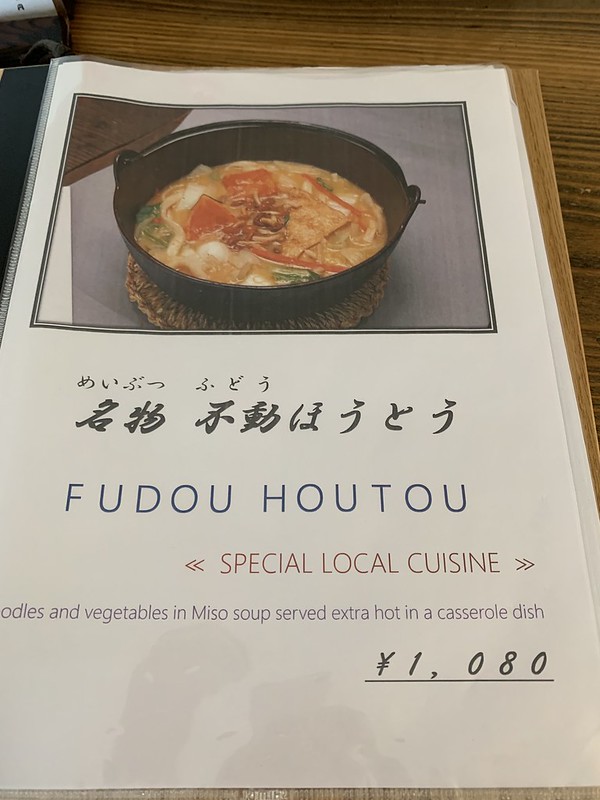 めいぶつ ふどう
名物 不動ほうとう
FUDOU HOUTOU
≪ SPECIAL LOCAL CUISINE ≫
oodles and vegetables in Miso soup served extra hot in a casserole dish
¥1,080